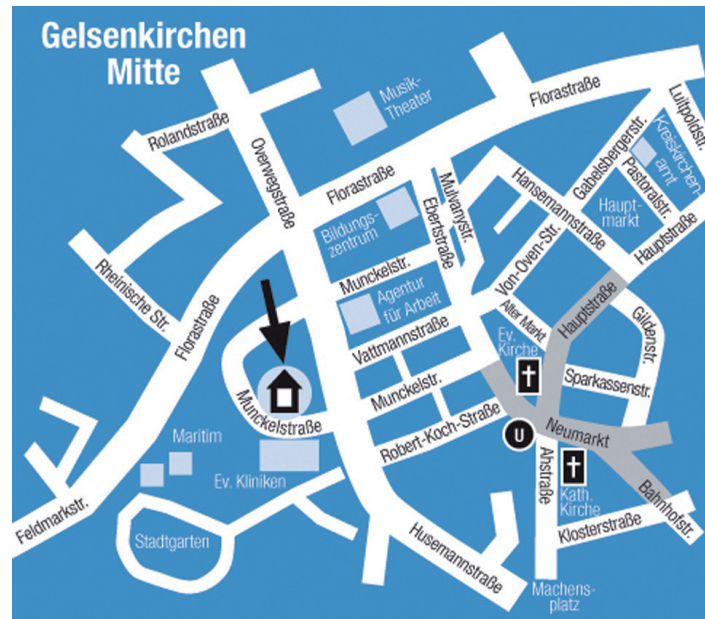 Gelsenkirchen
Mitte
Musik-
Theater
Florastraße
Luitpoldstr.
Rolandstraße
Overwegstraße
Gabelsbergerstr.
Kreiskirchen-
amt
Pastoralstr.
Florastraße
Mulvanystr.
Ebertstraße
Hansemannstraße
Haupt-
markt
Hauptstraße
Bildungs-
zentrum
Von-Oven-Str.
Rheinische Str.
Munckelstr.
Agentur
für Arbeit
Alter Markt
Hauptstraße
Gildenstr.
Florastraße
Vattmannstraße
Ev.
Kirche
Sparkassenstr.
Munckelstr.
Munckelstraße
Robert-Koch-Straße
U
Neumarkt
Maritim
Ev. Kliniken
Ahstraße
Kath.
Kirche
Bahnhofstr.
Feldmarkstr.
Stadtgarten
Husemannstraße
Klosterstraße
Machens-
platz